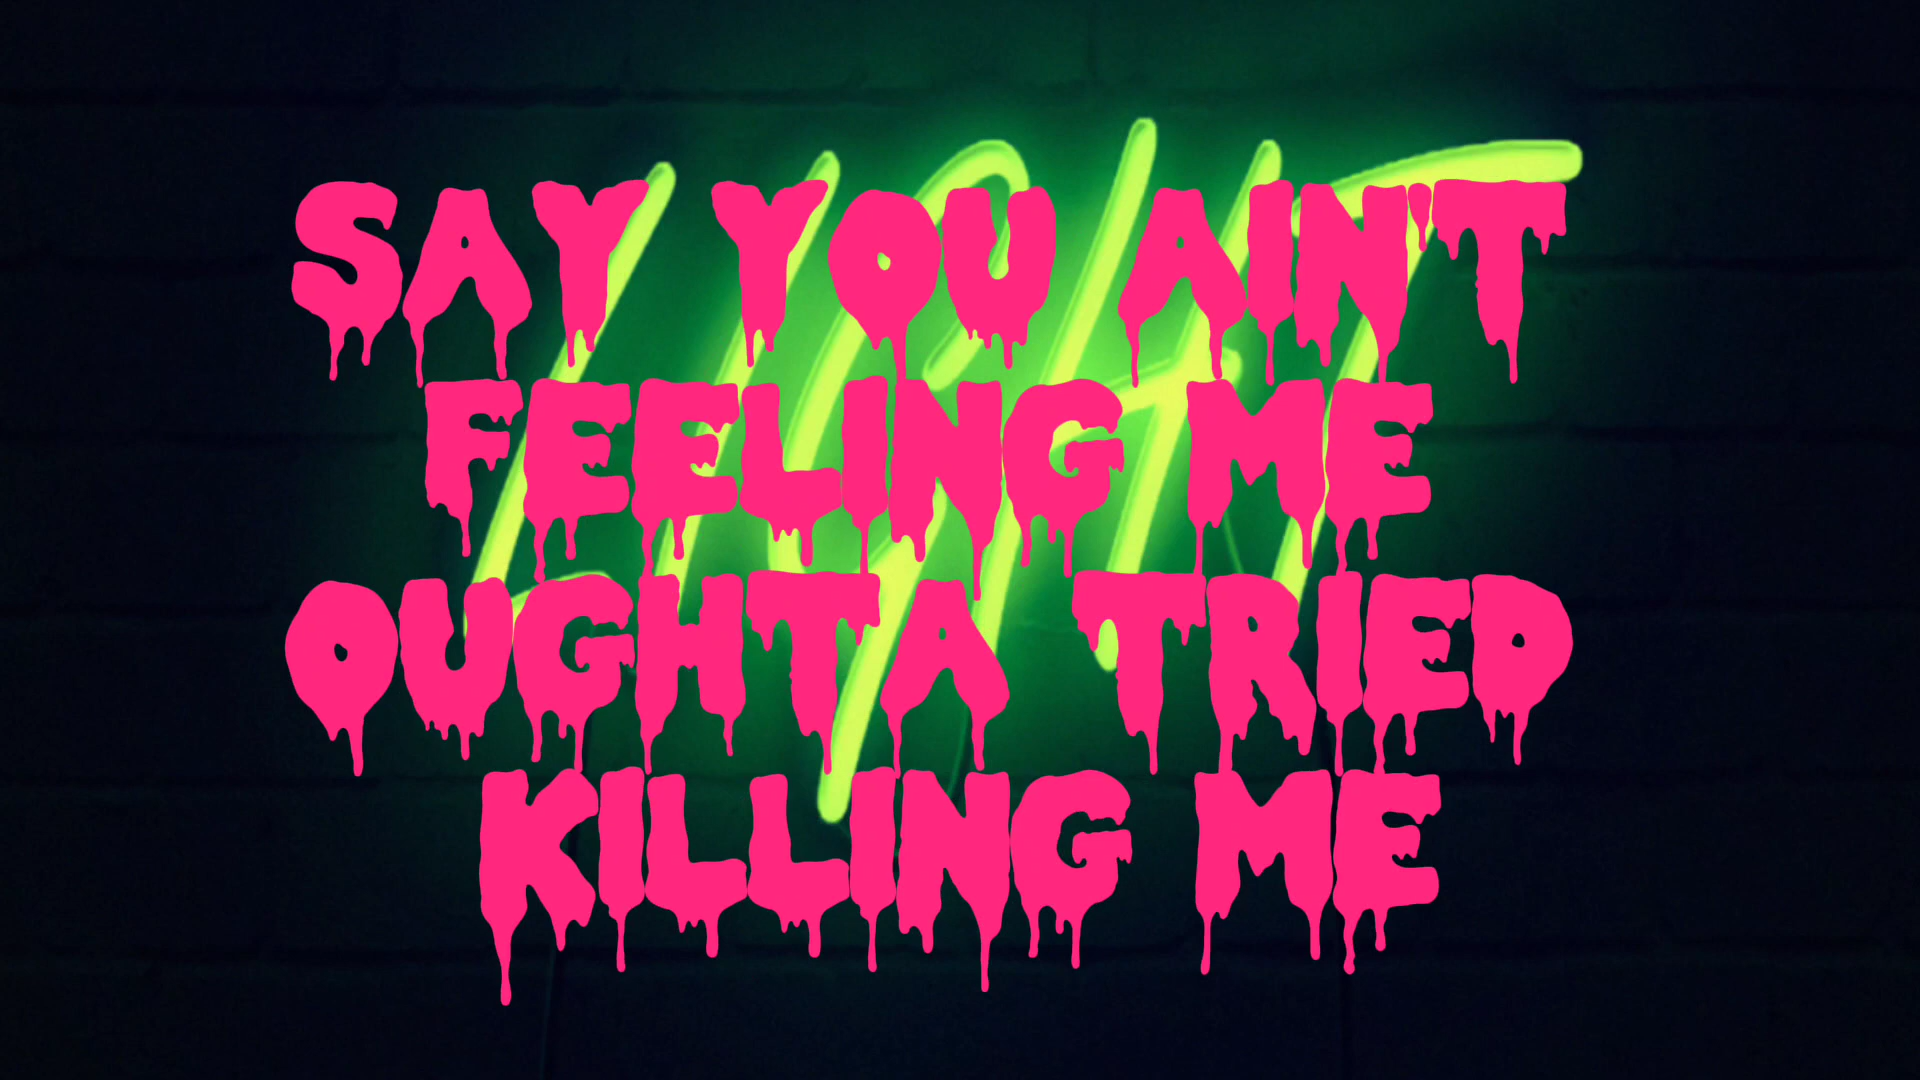 SAY YOU AIN'T
FEELING ME
OUGHTA TRIED
KILLING ME